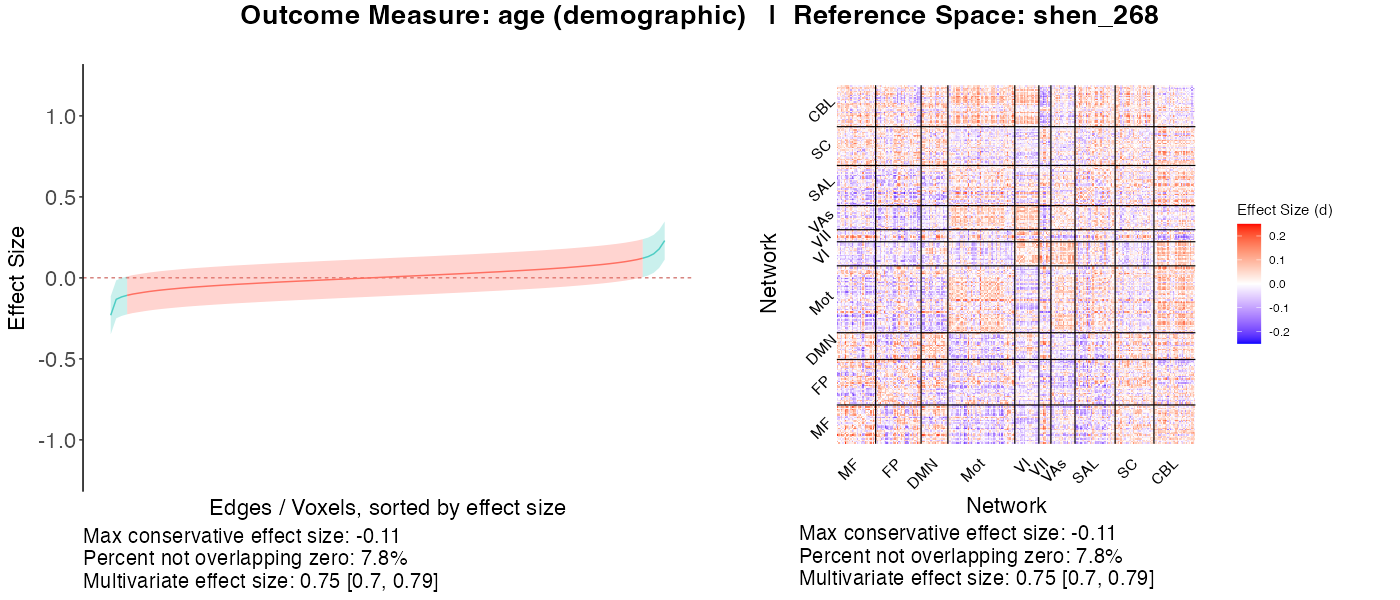 Outcome Measure: age (demographic) | Reference Space: shen_268
Effect Size
1.0
0.5
0.0
-0.5
-1.0
Edges / Voxels, sorted by effect size
Max conservative effect size: -0.11
Percent not overlapping zero: 7.8%
Multivariate effect size: 0.75 [0.7, 0.79]
Network
CBL
SC
SAL
VAs
VII
VI
Mot
DMN
FP
MF
MF
FP
DMN
Mot
VI
VII
VAs
SAL
SC
CBL
Network
Max conservative effect size: -0.11
Percent not overlapping zero: 7.8%
Multivariate effect size: 0.75 [0.7, 0.79]
Effect Size (d)
0.2
0.1
0.0
-0.1
-0.2